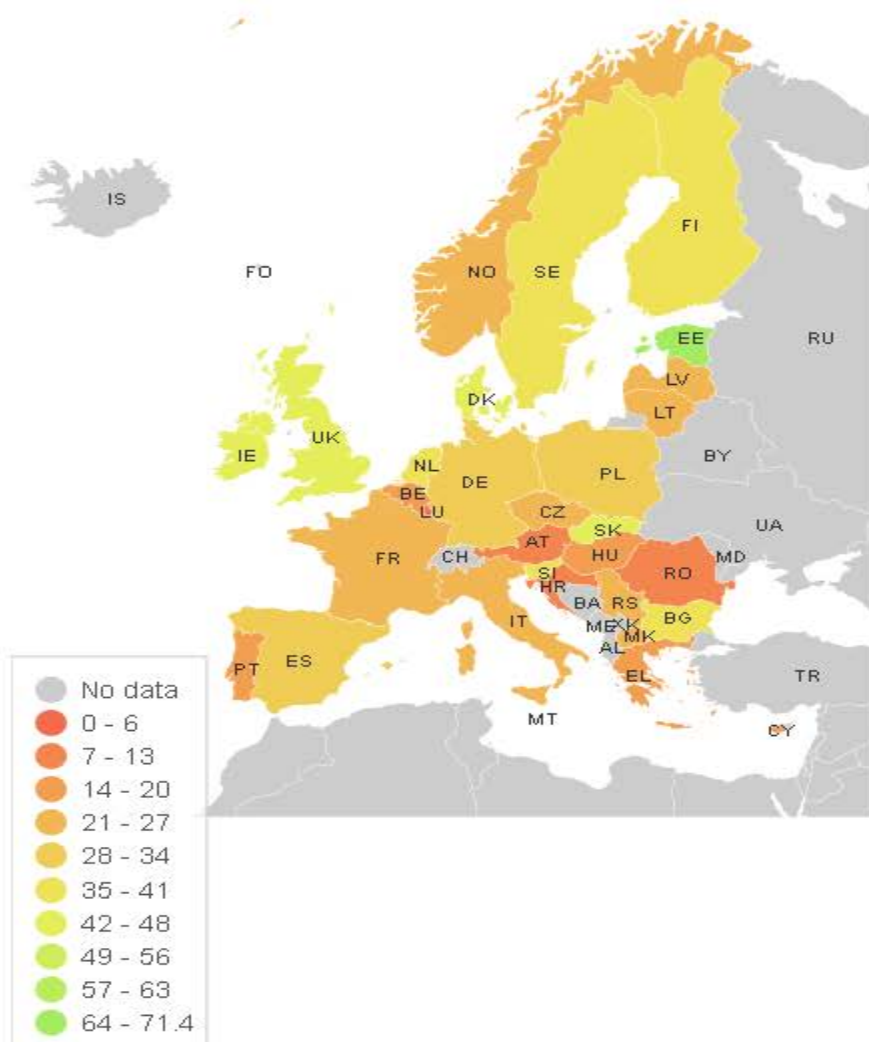 IS
FO
NO
SE
FI
RU
EE
LV
LT
DK
IE
UK
NL
BY
BE
DE
PL
LU
CZ
UA
SK
FR
CH
AT
HU
MD
RO
SI
HR
BA
RS
BG
IT
ME
XK
MK
AL
PT
ES
EL
TR
MT
CY
No data
0 - 6
7 - 13
14 - 20
21 - 27
28 - 34
35 - 41
42 - 48
49 - 56
57 - 63
64 - 71.4